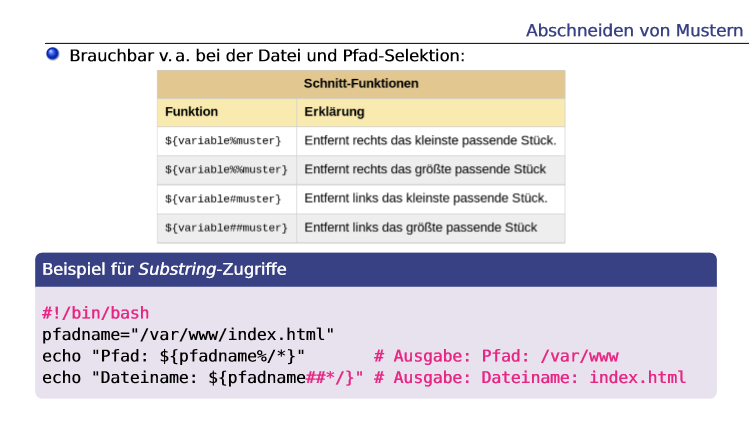 Abschneiden von Mustern
Brauchbar v. a. bei der Datei und Pfad-Selektion:
Schnitt-Funktionen
Funktion Erklärung
${variable%muster} Entfernt rechts das kleinste passende Stück.
${variable%%muster} Entfernt rechts das größte passende Stück
${variable#muster} Entfernt links das kleinste passende Stück.
${variable##muster} Entfernt links das größte passende Stück
Beispiel für Substring-Zugriffe
#!/bin/bash
pfadname="/var/www/index.html"
echo "Pfad: ${pfadname%/*}" # Ausgabe: Pfad: /var/www
echo "Dateiname: ${pfadname##*/}" # Ausgabe: Dateiname: index.html